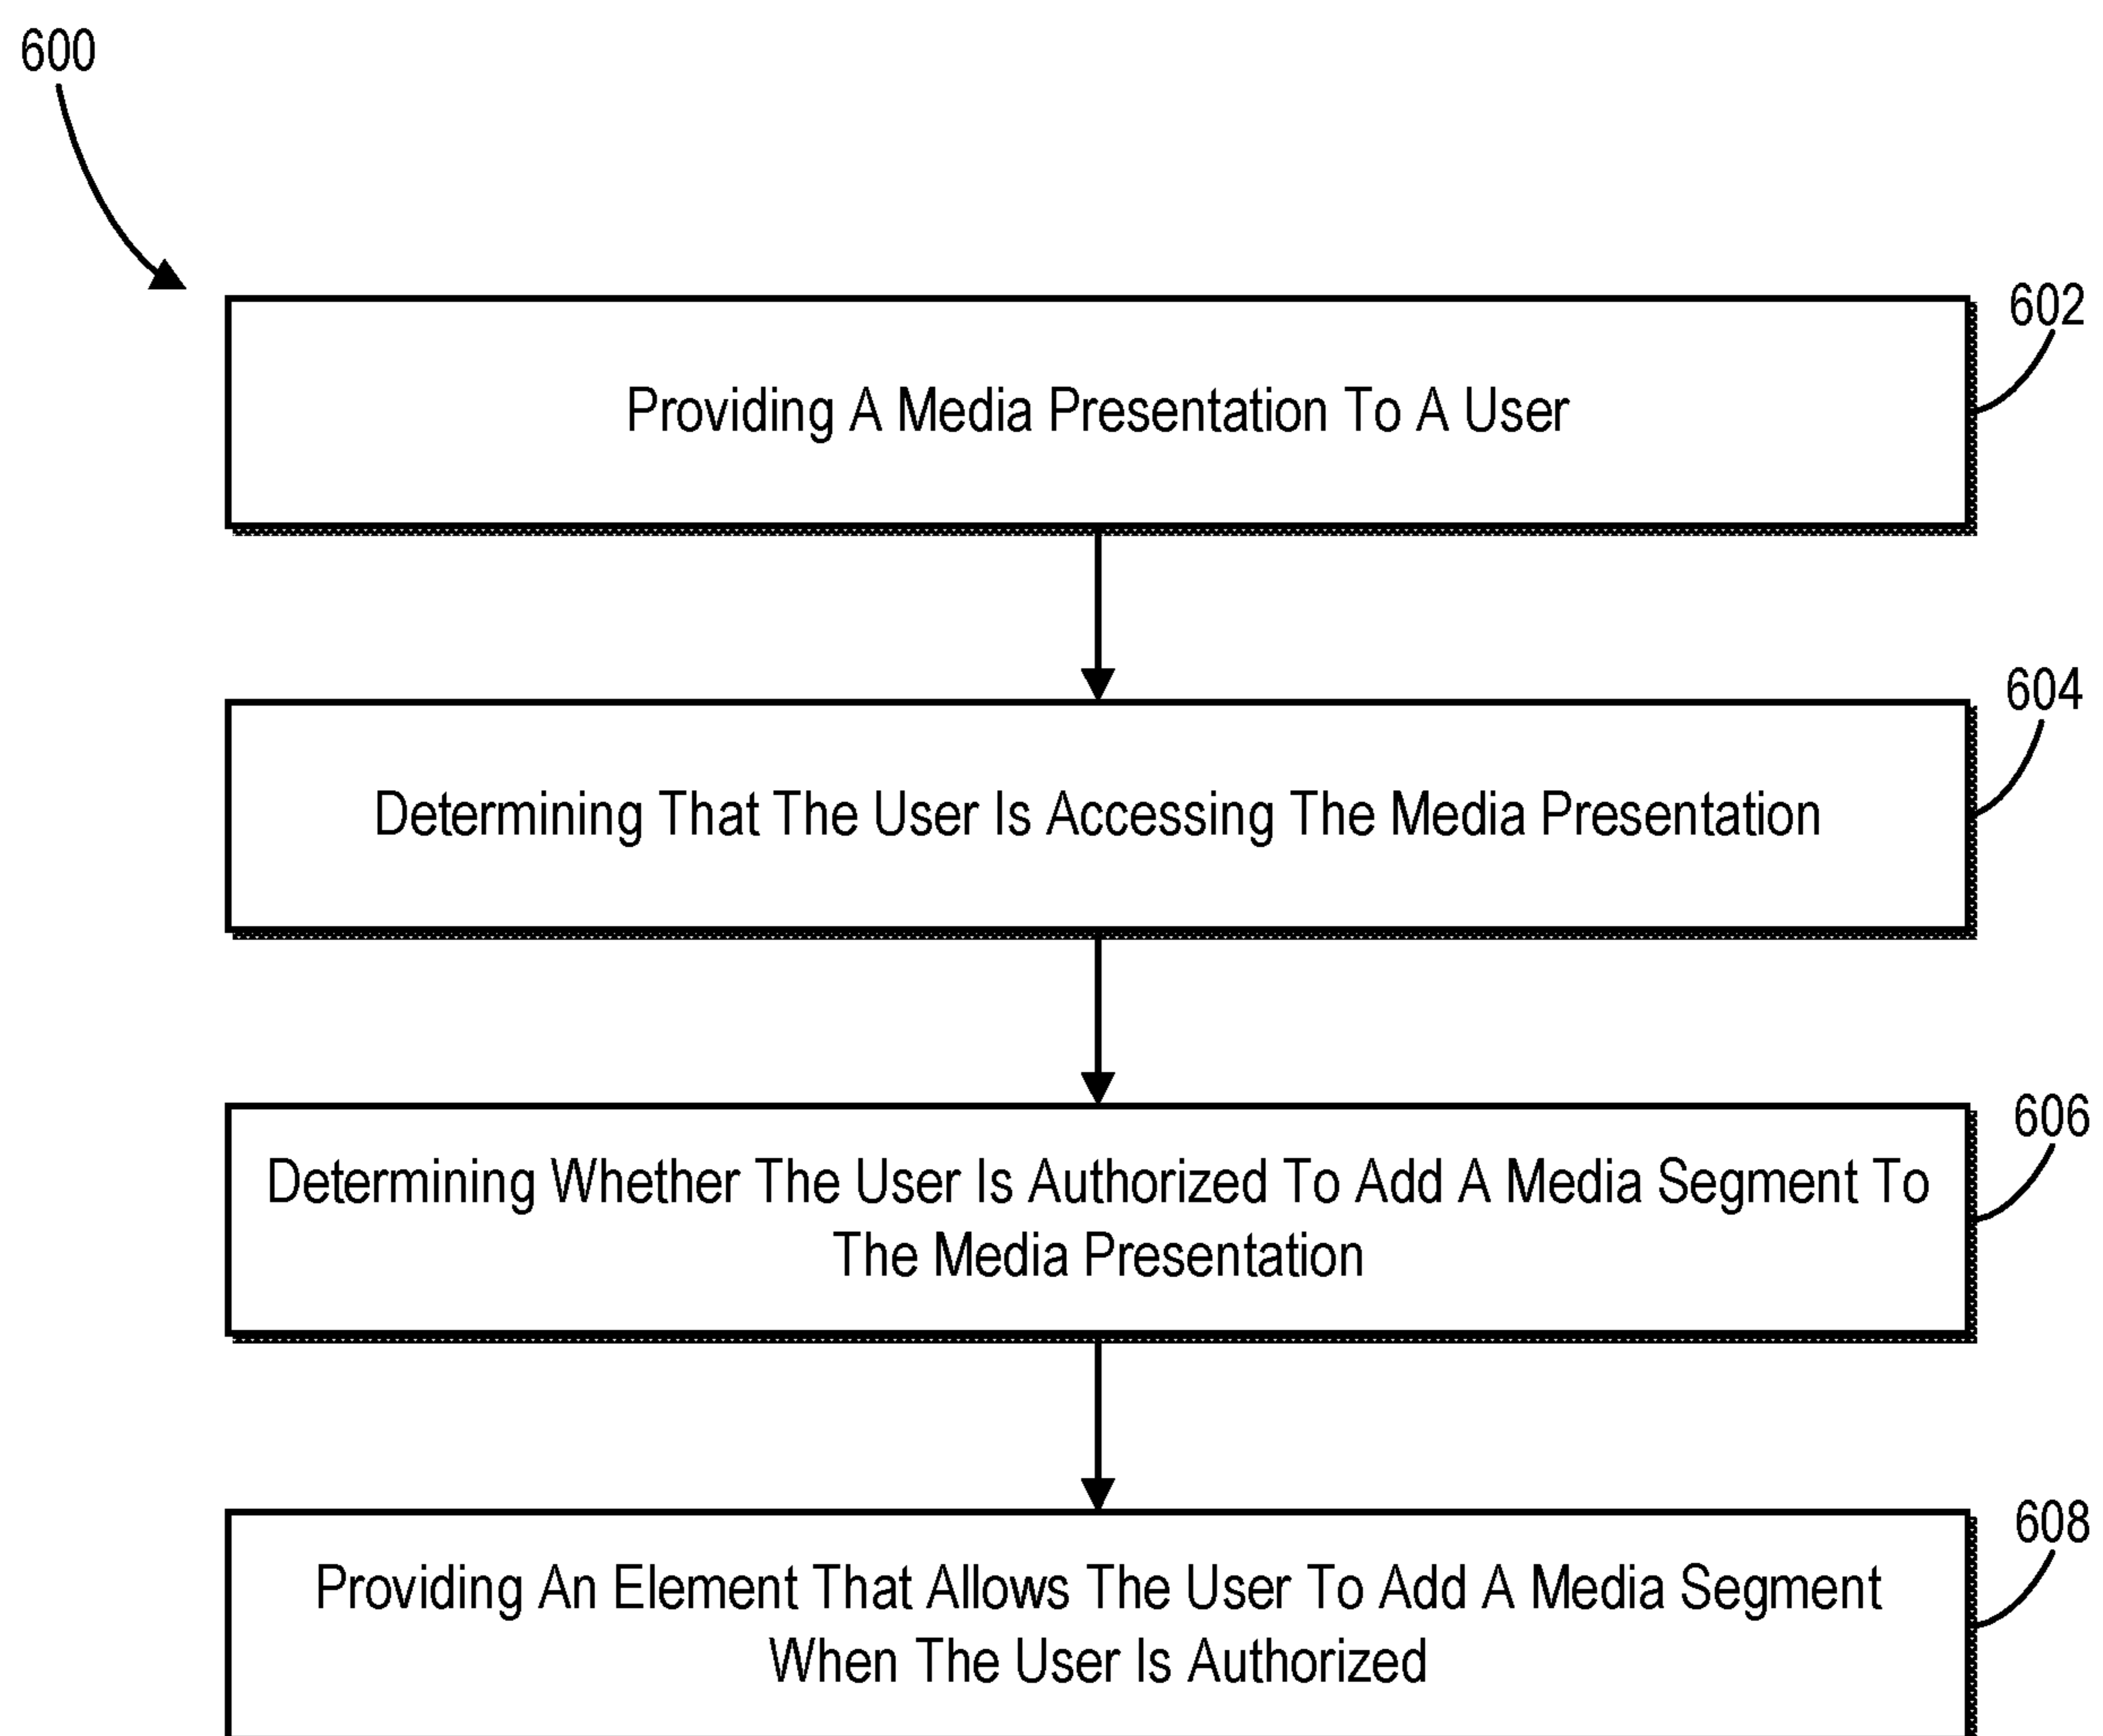 600
602
Providing A Media Presentation To A User
604
Determining That The User Is Accessing The Media Presentation
606
Determining Whether The User Is Authorized To Add A Media Segment To
The Media Presentation
608
Providing An Element That Allows The User To Add A Media Segment
When The User Is Authorized